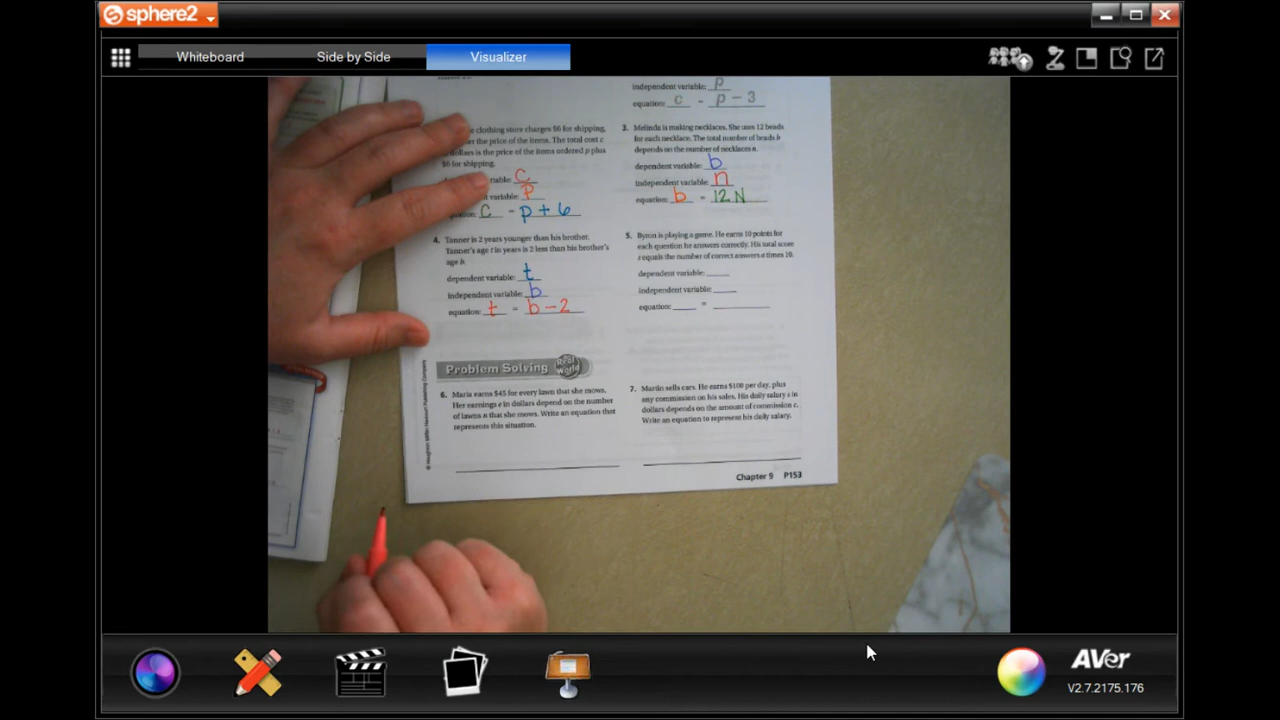 sphere2
Whiteboard
Side by Side
Visualizer
independent variable: p
equation: c = p - 3
clothing store charges $6 for shipping,
the price of the items. The total cost c
dollars is the price of the items ordered p plus
$6 for shipping.
variable: c
variable: p
c = p + 6
3. Melinda is making necklaces. She uses 12 beads
for each necklace. The total number of beads b
depends on the number of necklaces n.
dependent variable: b
independent variable: n
equation: b = 12N
4. Tanner is 2 years younger than his brother.
Tanner's age t in years is 2 less than his brother's
age b.
dependent variable: t
independent variable: b
equation: t = b - 2
5. Byron is playing a game. He earns 10 points for
each question he answers correctly. His total score
s equals the number of correct answers a times 10.
dependent variable:
independent variable:
equation: =
Problem Solving Real World
6. Maria earns $45 for every lawn that she mows.
Her earnings e in dollars depend on the number
of lawns n that she mows. Write an equation that
represents this situation.
7. Martin sells cars. He earns $100 per day, plus
any commission on his sales. His daily salary s in
dollars depends on the amount of commission c.
Write an equation to represent his daily salary.
© Houghton Mifflin Harcourt Publishing Company
Chapter 9 P153
AVer
V2.7.2175.176